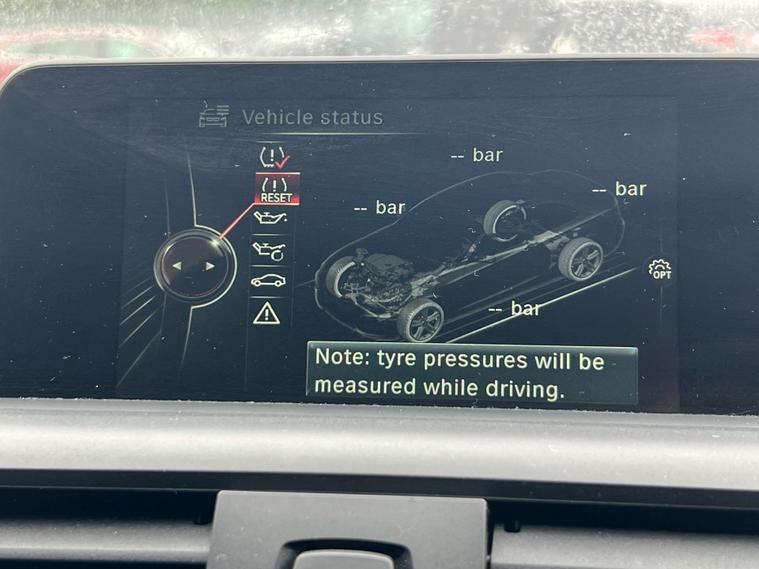 Vehicle status
-- bar
RESET
-- bar
-- bar
OPT
-- bar
Note: tyre pressures will be
measured while driving.